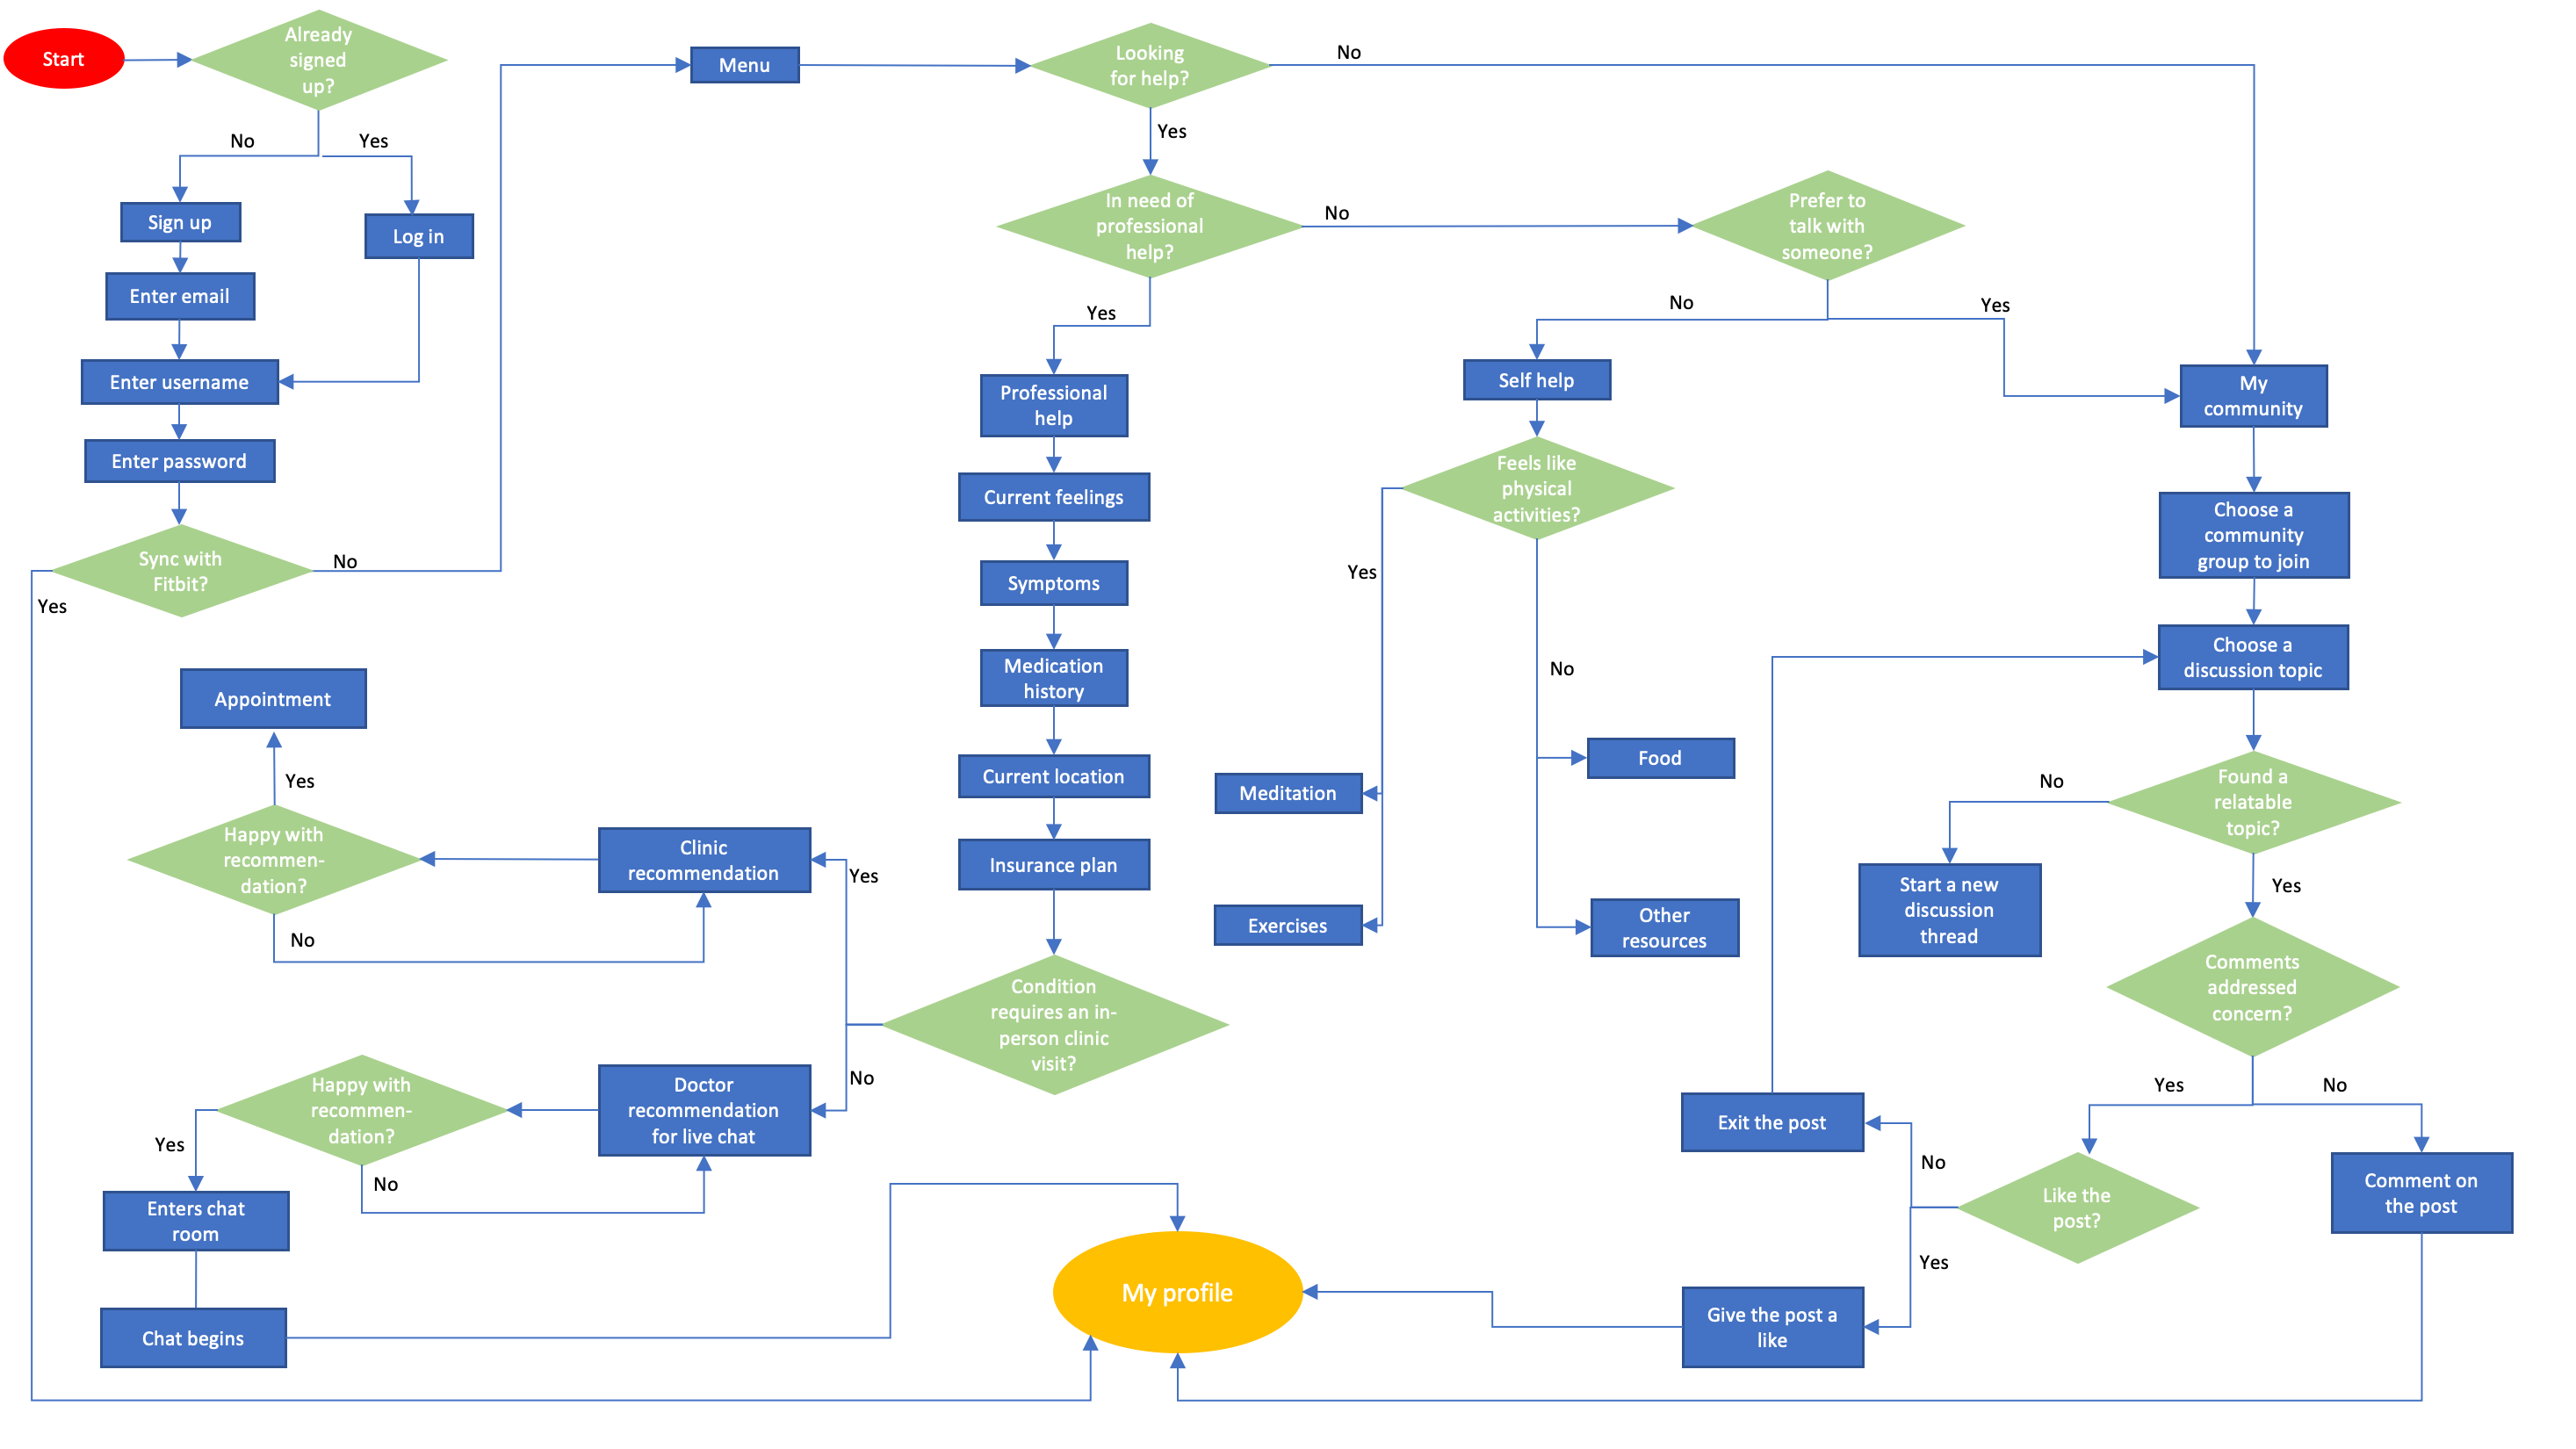 Start
Already
signed
up?
No
Yes
Sign up
Log in
Enter email
Enter username
Enter password
Sync with
Fitbit?
No
Yes
Menu
Looking
for help?
No
Yes
In need of
professional
help?
No
Yes
Prefer to
talk with
someone?
No
Yes
Professional
help
Current feelings
Symptoms
Medication
history
Current location
Insurance plan
Condition
requires an in-
person clinic
visit?
Yes
No
Clinic
recommendation
Happy with
recommen-
dation?
Yes
No
Appointment
Doctor
recommendation
for live chat
Happy with
recommen-
dation?
Yes
No
Enters chat
room
Chat begins
Self help
Feels like
physical
activities?
Yes
No
Meditation
Exercises
Food
Other
resources
My
community
Choose a
community
group to join
Choose a
discussion topic
Found a
relatable
topic?
No
Yes
Start a new
discussion
thread
Comments
addressed
concern?
Yes
No
Like the
post?
No
Yes
Exit the post
Give the post a
like
Comment on
the post
My profile